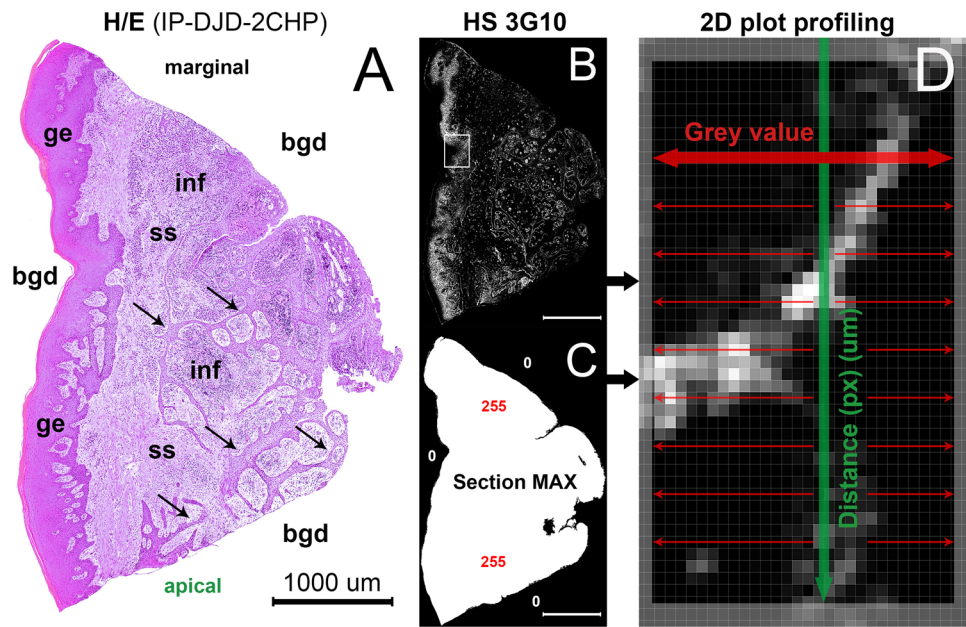 H/E (IP-DJD-2CHP)
marginal
A
ge
bgd
inf
ss
bgd
inf
ge
ss
bgd
apical
1000 um
HS 3G10
B
C
0
255
0
Section MAX
255
0
2D plot profiling
D
Grey value
Distance (px) (um)